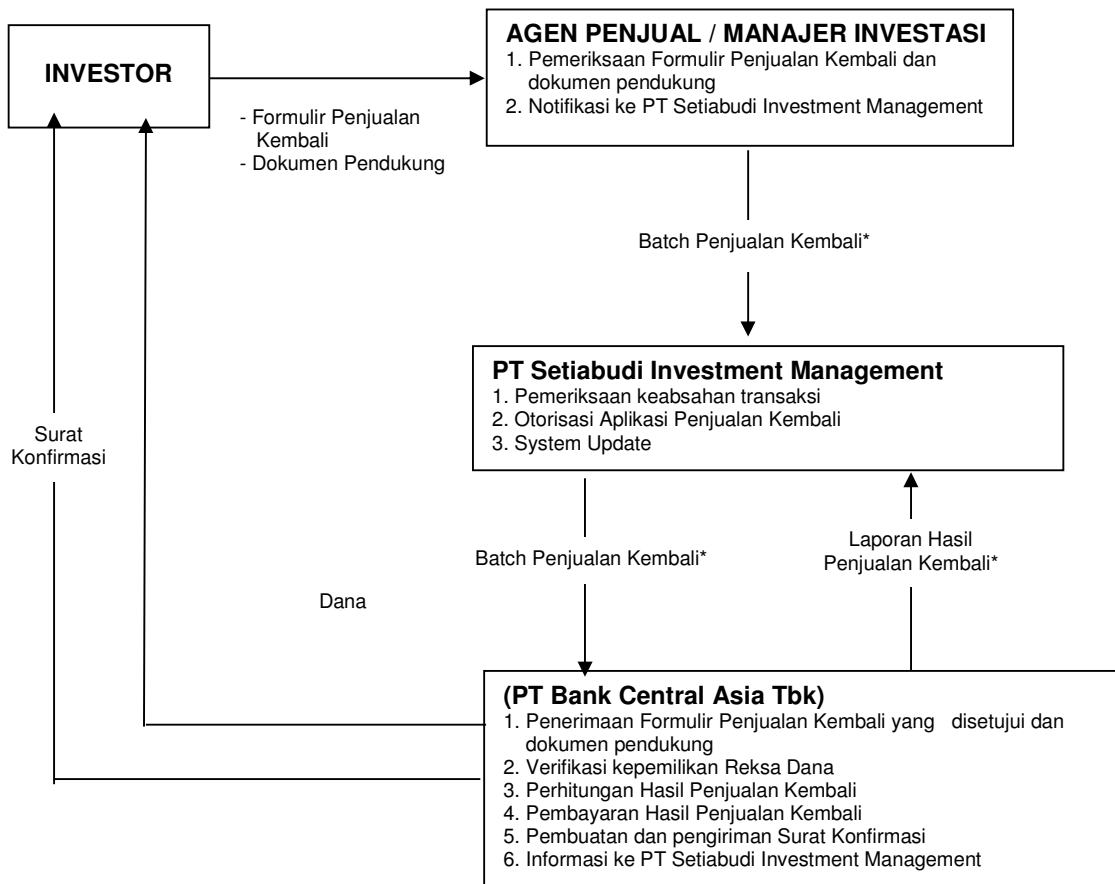 INVESTOR
- Formulir Penjualan
Kembali
- Dokumen Pendukung
AGEN PENJUAL / MANAJER INVESTASI
1. Pemeriksaan Formulir Penjualan Kembali dan
dokumen pendukung
2. Notifikasi ke PT Setiabudi Investment Management
Batch Penjualan Kembali*
PT Setiabudi Investment Management
1. Pemeriksaan keabsahan transaksi
2. Otorisasi Aplikasi Penjualan Kembali
3. System Update
Surat
Konfirmasi
Dana
Batch Penjualan Kembali*
Laporan Hasil
Penjualan Kembali*
(PT Bank Central Asia Tbk)
1. Penerimaan Formulir Penjualan Kembali yang disetujui dan
dokumen pendukung
2. Verifikasi kepemilikan Reksa Dana
3. Perhitungan Hasil Penjualan Kembali
4. Pembayaran Hasil Penjualan Kembali
5. Pembuatan dan pengiriman Surat Konfirmasi
6. Informasi ke PT Setiabudi Investment Management